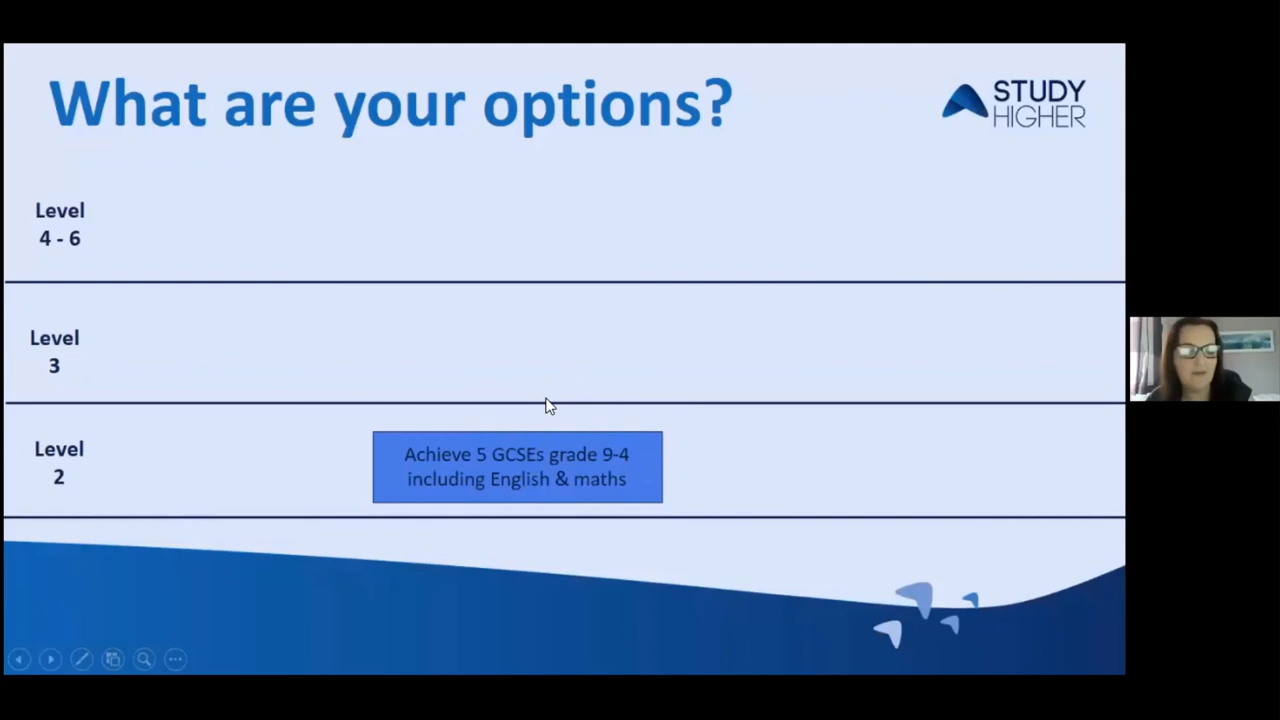 What are your options?
STUDY
HIGHER
Level
4 - 6
Level
3
Level
2
Achieve 5 GCSEs grade 9-4
including English & maths